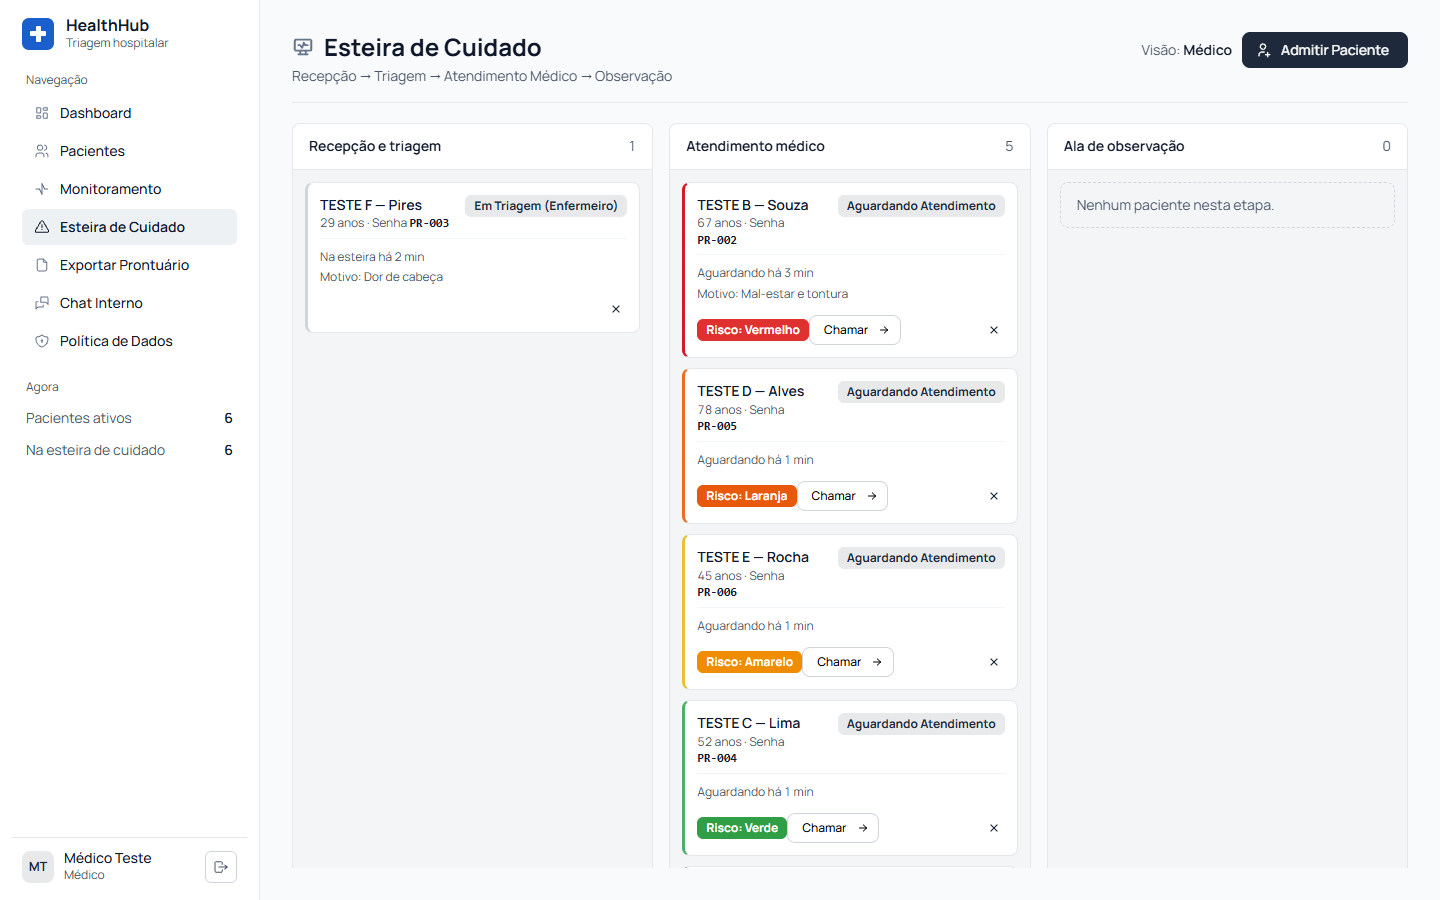 HealthHub
Triagem hospitalar
Navegação
Dashboard
Pacientes
Monitoramento
Esteira de Cuidado
Exportar Prontuário
Chat Interno
Política de Dados
Agora
Pacientes ativos 6
Na esteira de cuidado 6
MT
Médico Teste
Médico
Esteira de Cuidado
Recepção → Triagem → Atendimento Médico → Observação
Visão: Médico
Admitir Paciente
Recepção e triagem 1
TESTE F — Pires
Em Triagem (Enfermeiro)
29 anos · Senha PR-003
Na esteira há 2 min
Motivo: Dor de cabeça
×
Atendimento médico 5
TESTE B — Souza
Aguardando Atendimento
67 anos · Senha
PR-002
Aguardando há 3 min
Motivo: Mal-estar e tontura
Risco: Vermelho
Chamar →
×
TESTE D — Alves
Aguardando Atendimento
78 anos · Senha
PR-005
Aguardando há 1 min
Risco: Laranja
Chamar →
×
TESTE E — Rocha
Aguardando Atendimento
45 anos · Senha
PR-006
Aguardando há 1 min
Risco: Amarelo
Chamar →
×
TESTE C — Lima
Aguardando Atendimento
52 anos · Senha
PR-004
Aguardando há 1 min
Risco: Verde
Chamar →
×
Ala de observação 0
Nenhum paciente nesta etapa.